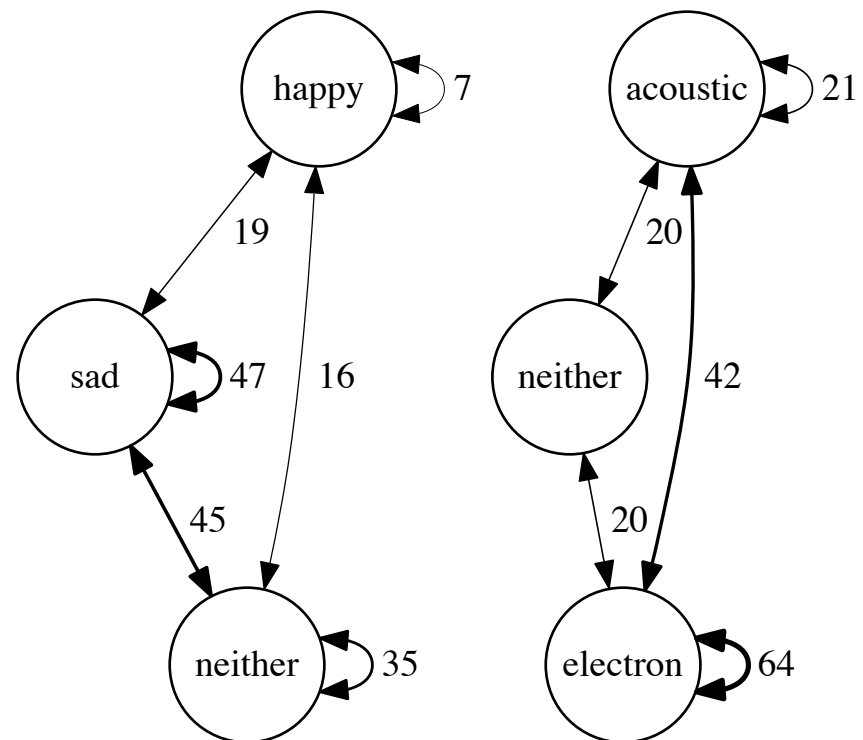 happy
7
19
sad
47
16
45
neither
35
acoustic
21
20
neither
42
20
electron
64